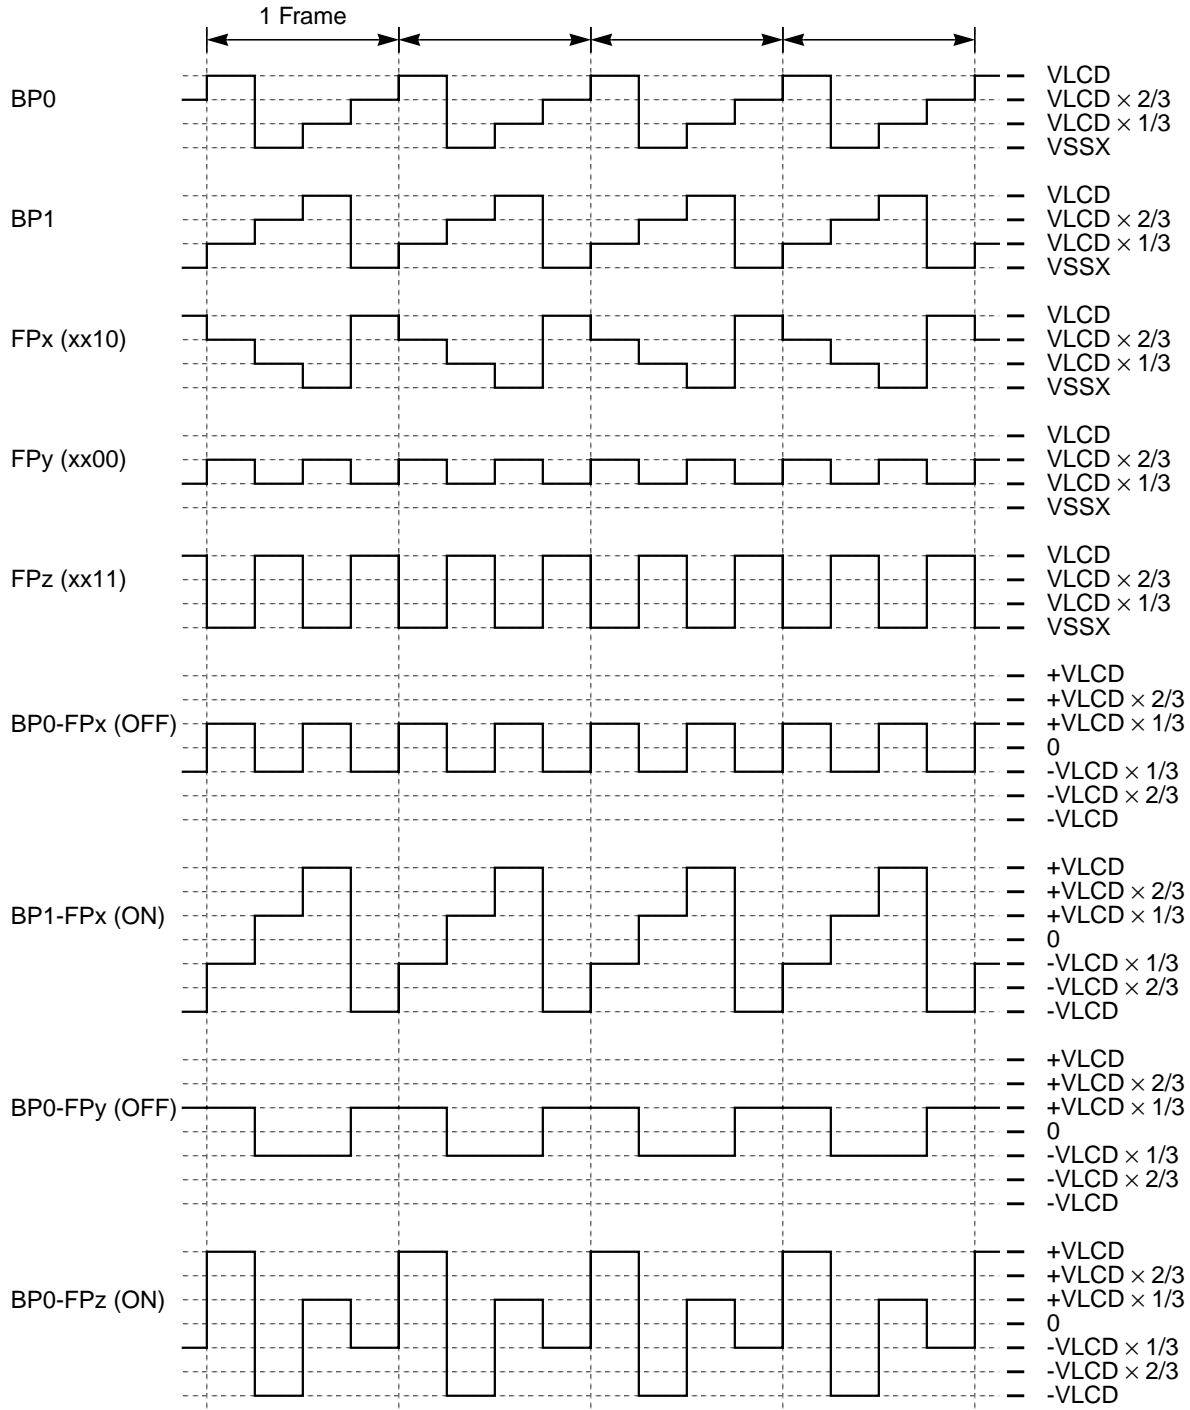 1 Frame
BP0
VLCD
VLCD × 2/3
VLCD × 1/3
VSSX
BP1
VLCD
VLCD × 2/3
VLCD × 1/3
VSSX
FPx (xx10)
VLCD
VLCD × 2/3
VLCD × 1/3
VSSX
FPy (xx00)
VLCD
VLCD × 2/3
VLCD × 1/3
VSSX
FPz (xx11)
VLCD
VLCD × 2/3
VLCD × 1/3
VSSX
BP0-FPx (OFF)
+VLCD
+VLCD × 2/3
+VLCD × 1/3
0
-VLCD × 1/3
-VLCD × 2/3
-VLCD
BP1-FPx (ON)
+VLCD
+VLCD × 2/3
+VLCD × 1/3
0
-VLCD × 1/3
-VLCD × 2/3
-VLCD
BP0-FPy (OFF)
+VLCD
+VLCD × 2/3
+VLCD × 1/3
0
-VLCD × 1/3
-VLCD × 2/3
-VLCD
BP0-FPz (ON)
+VLCD
+VLCD × 2/3
+VLCD × 1/3
0
-VLCD × 1/3
-VLCD × 2/3
-VLCD